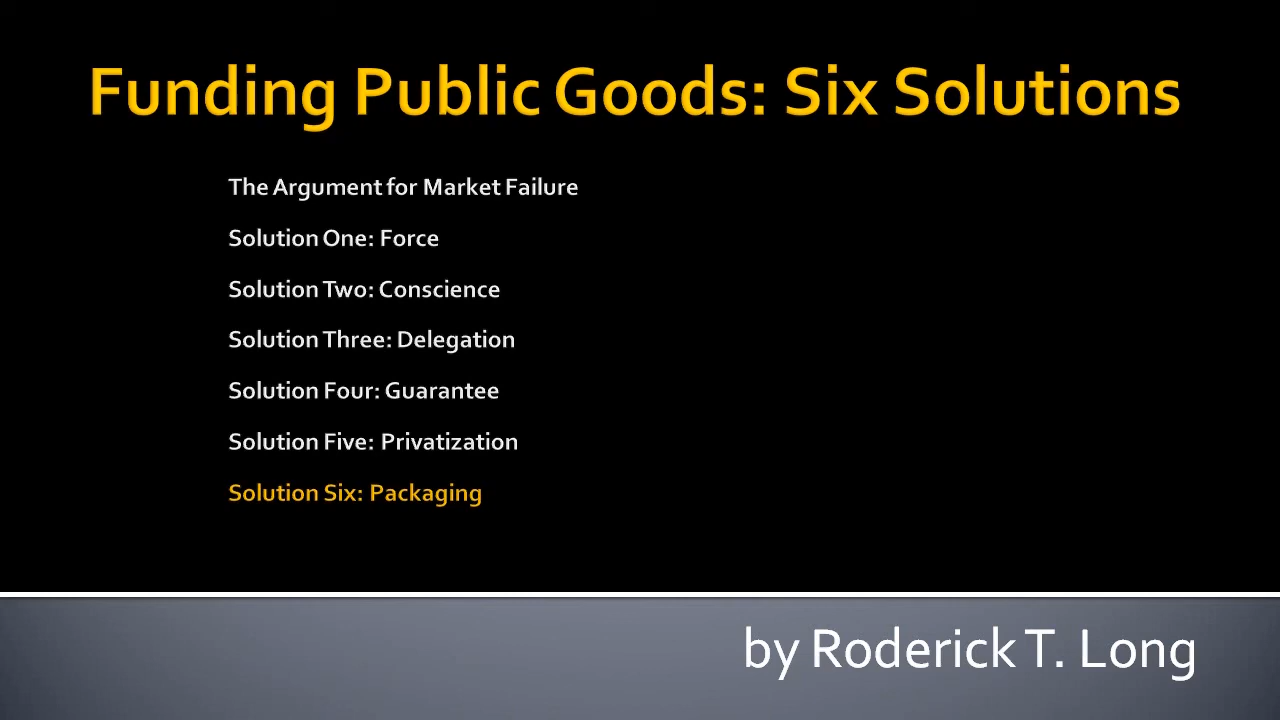 Funding Public Goods: Six Solutions
The Argument for Market Failure
Solution One: Force
Solution Two: Conscience
Solution Three: Delegation
Solution Four: Guarantee
Solution Five: Privatization
Solution Six: Packaging
by Roderick T. Long